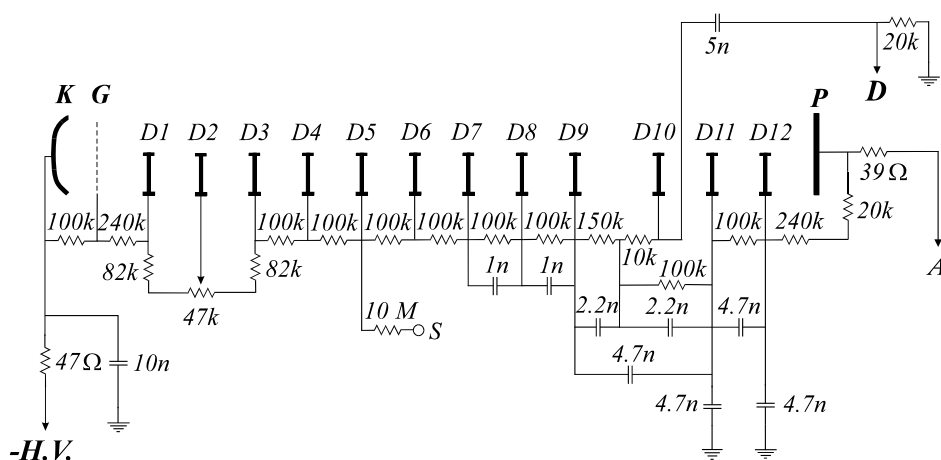 5n
20k
D
K G
P
D1 D2 D3 D4 D5 D6 D7 D8 D9 D10 D11 D12
39 Ω
20k
100k 240k 100k 100k 100k 100k 100k 100k 150k 100k 240k
10k
A
82k 82k
1n 1n
100k
47k
10 M S
2.2n 2.2n 4.7n
47 Ω 10n
4.7n
4.7n 4.7n
-H.V.